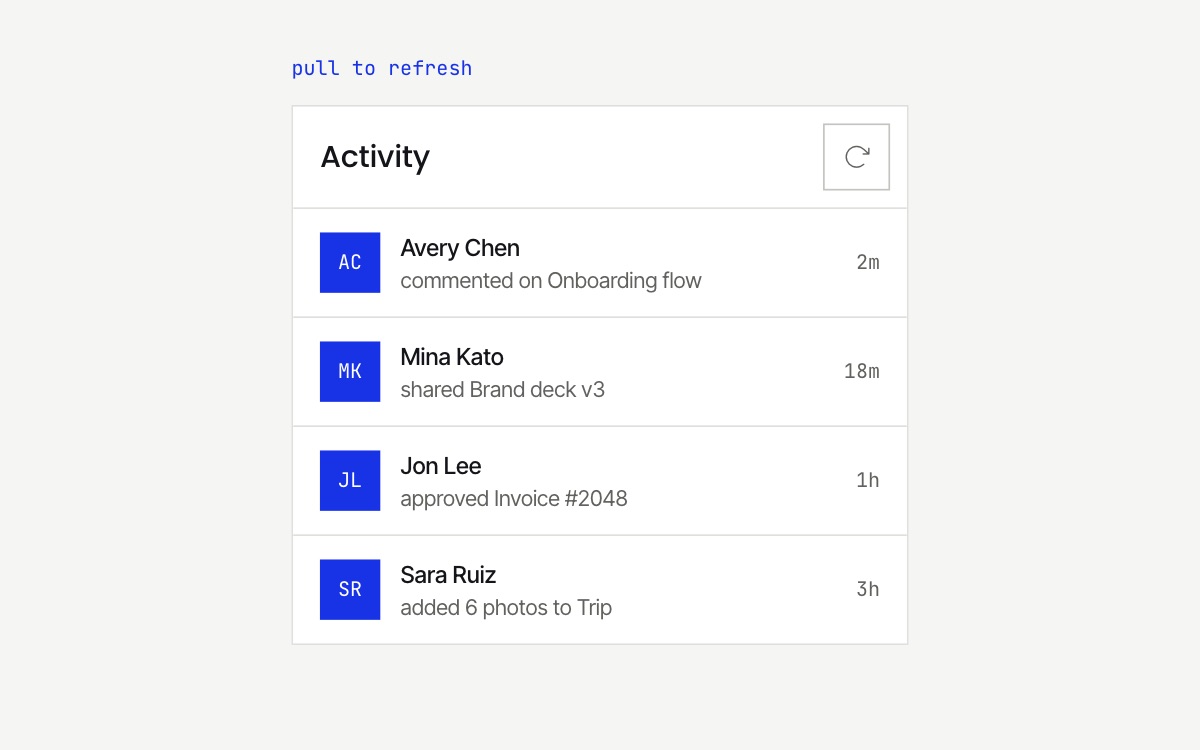 pull to refresh
Activity
AC
Avery Chen
commented on Onboarding flow
2m
MK
Mina Kato
shared Brand deck v3
18m
JL
Jon Lee
approved Invoice #2048
1h
SR
Sara Ruiz
added 6 photos to Trip
3h